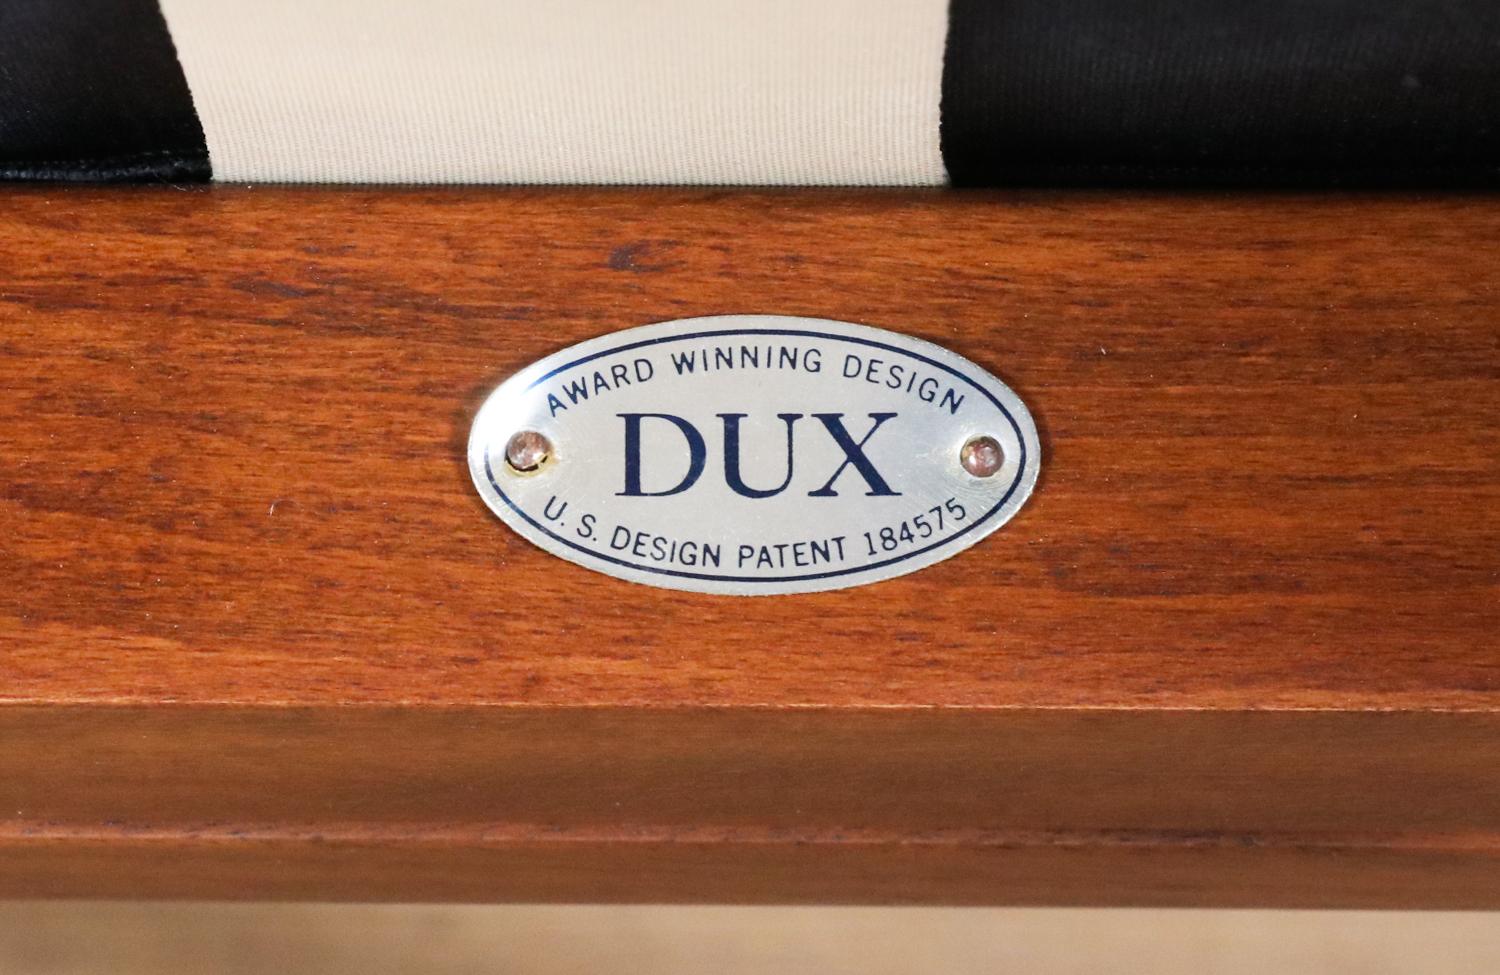 AWARD WINNING DESIGN
DUX
U. S. DESIGN PATENT 184575